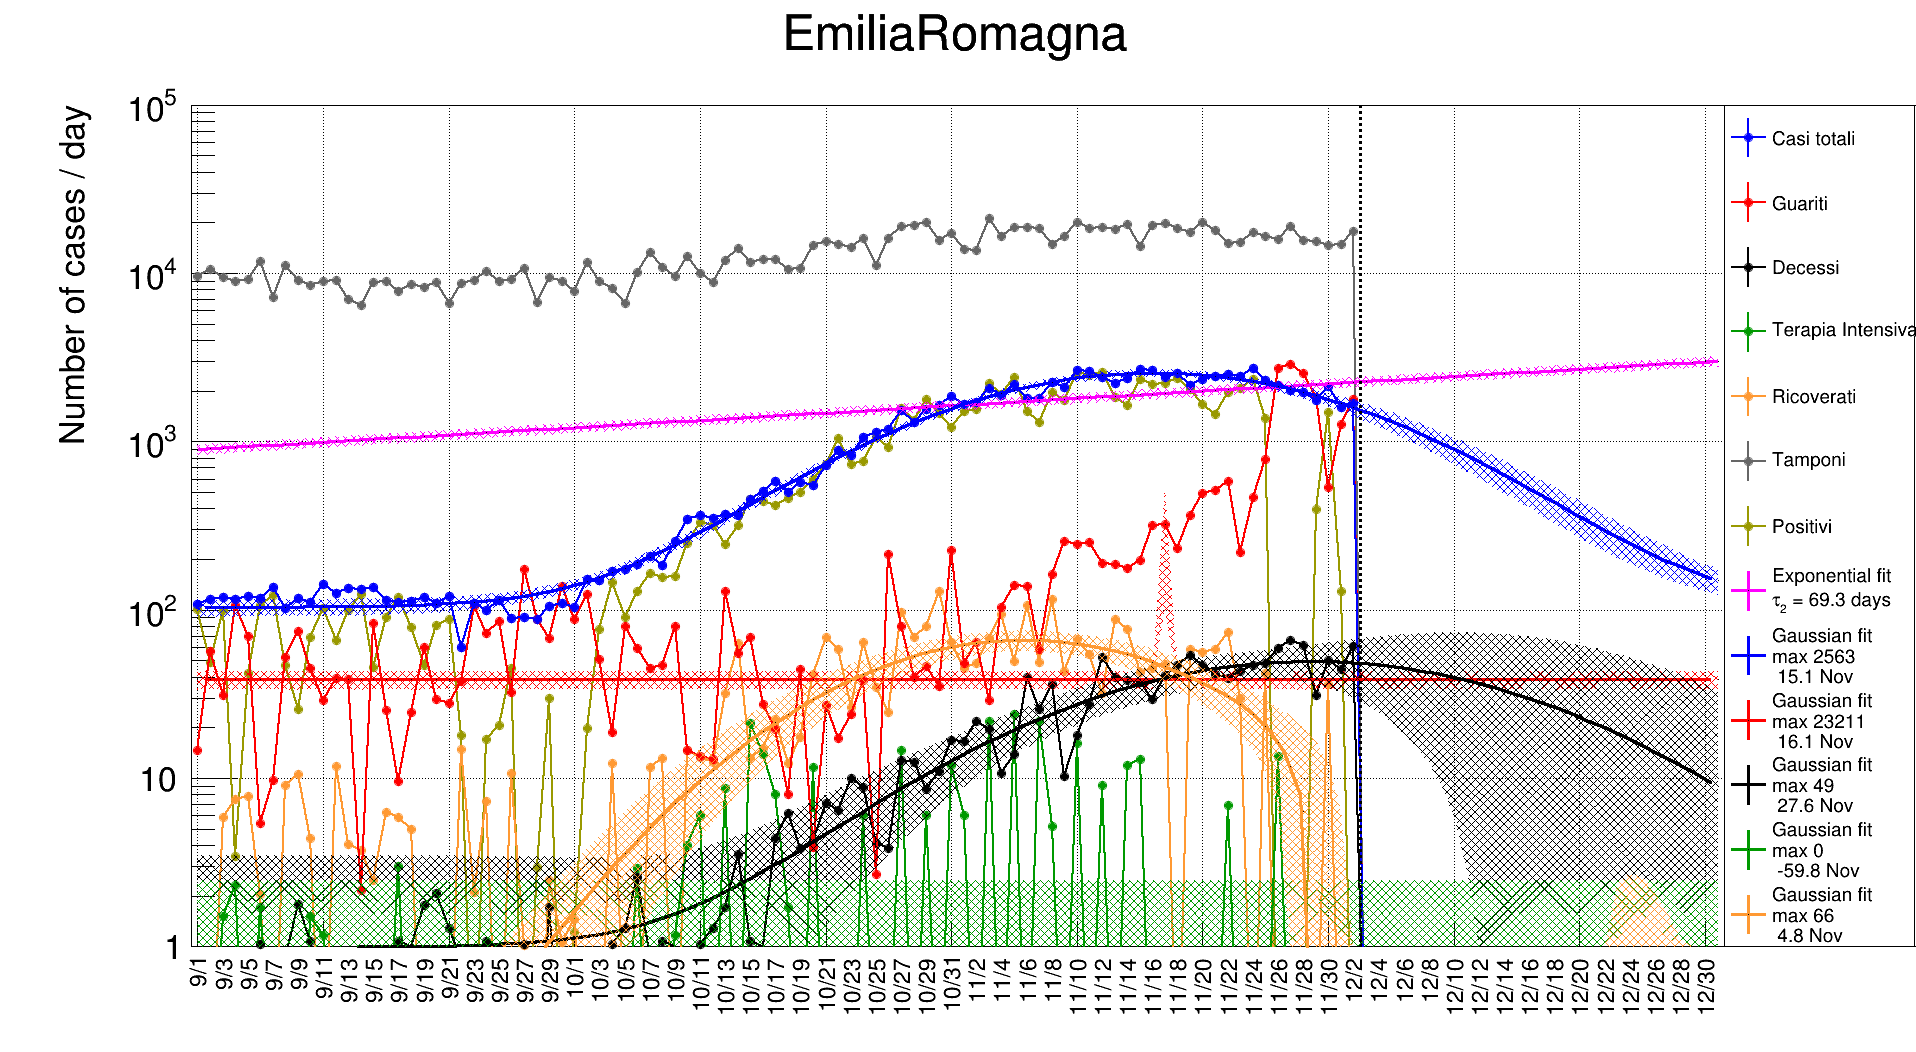 EmiliaRomagna
Number of cases / day
10^5
10^4
10^3
10^2
10
1
9/1 9/3 9/5 9/7 9/9 9/11 9/13 9/15 9/17 9/19 9/21 9/23 9/25 9/27 9/29 10/1 10/3 10/5 10/7 10/9 10/11 10/13 10/15 10/17 10/19 10/21 10/23 10/25 10/27 10/29 10/31 11/2 11/4 11/6 11/8 11/10 11/12 11/14 11/16 11/18 11/20 11/22 11/24 11/26 11/28 11/30 12/2 12/4 12/6 12/8 12/10 12/12 12/14 12/16 12/18 12/20 12/22 12/24 12/26 12/28 12/30
Casi totali
Guariti
Decessi
Terapia Intensiva
Ricoverati
Tamponi
Positivi
Exponential fit
τ2 = 69.3 days
Gaussian fit
max 2563
15.1 Nov
Gaussian fit
max 23211
16.1 Nov
Gaussian fit
max 49
27.6 Nov
Gaussian fit
max 0
-59.8 Nov
Gaussian fit
max 66
4.8 Nov